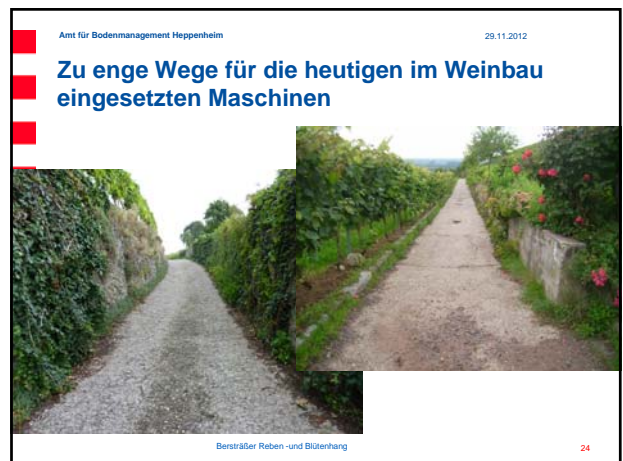 Amt für Bodenmanagement Heppenheim 29.11.2012
Zu enge Wege für die heutigen im Weinbau
eingesetzten Maschinen
Berströßer Reben -und Blütenhang 24